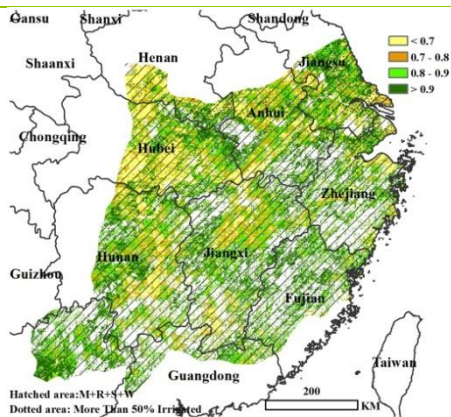 Gansu
Shanxi
Shandong
Henan
< 0.7
0.7 - 0.8
0.8 - 0.9
> 0.9
Shaanxi
Jiangsu
Anhui
Chongqing
Hubei
Zhejiang
Hunan
Jiangxi
Guizhou
Fujian
Taiwan
Guangdong
Hatched area:M+R+S+W
Dotted area: More Than 50% Irrigated
200
KM